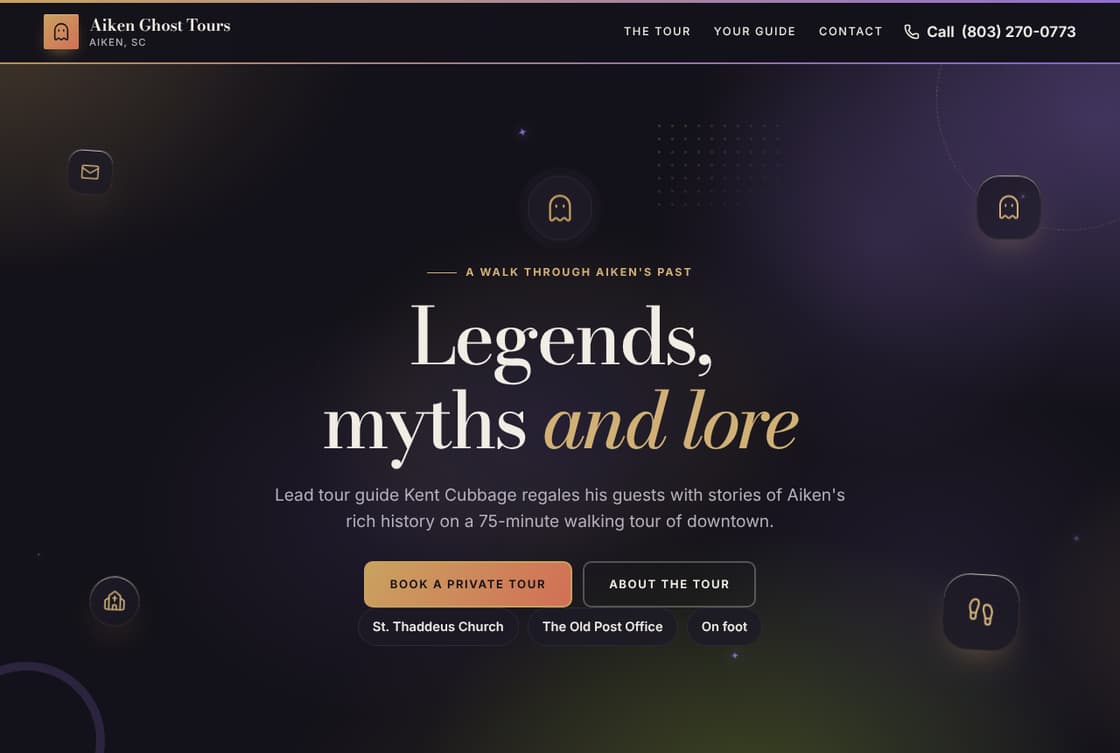 Aiken Ghost Tours
AIKEN, SC
THE TOUR
YOUR GUIDE
CONTACT
Call (803) 270-0773
A WALK THROUGH AIKEN'S PAST
Legends,
myths and lore
Lead tour guide Kent Cubbage regales his guests with stories of Aiken's
rich history on a 75-minute walking tour of downtown.
BOOK A PRIVATE TOUR
ABOUT THE TOUR
St. Thaddeus Church
The Old Post Office
On foot